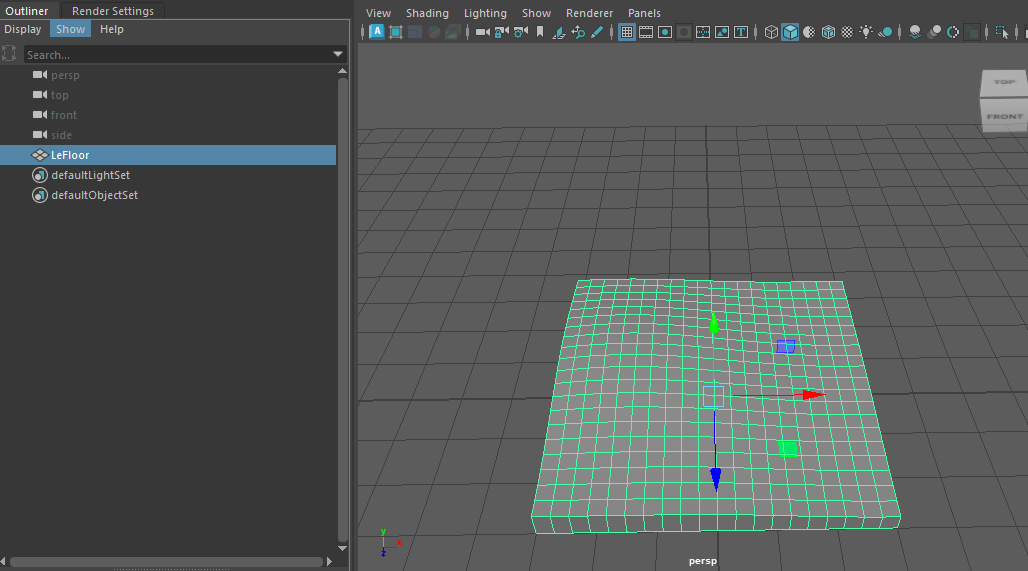 Outliner Render Settings
Display Show Help
Search...
persp
top
front
side
LeFloor
defaultLightSet
defaultObjectSet
View Shading Lighting Show Renderer Panels
A T
TOP
FRONT
y
x
z
persp